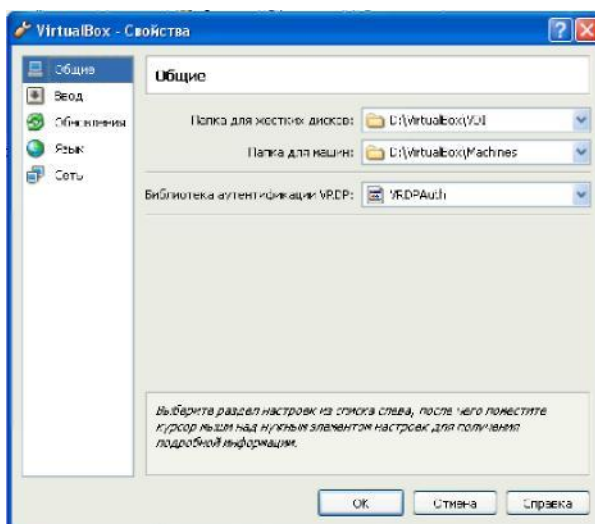 VirtualBox - Свойства
Общие
Ввод
Обновления
Язык
Сеть
Общие
Папка для жестких дисков: D:\VirtualBox\VDI
Папка для машин: D:\VirtualBox\Machines
Библиотека аутентификации VRDP: VRDPAuth
Выберите раздел настроек из списка слева, после чего поместите
курсор мыши над нужным элементом настроек для получения
подробной информации.
OK Отмена Справка